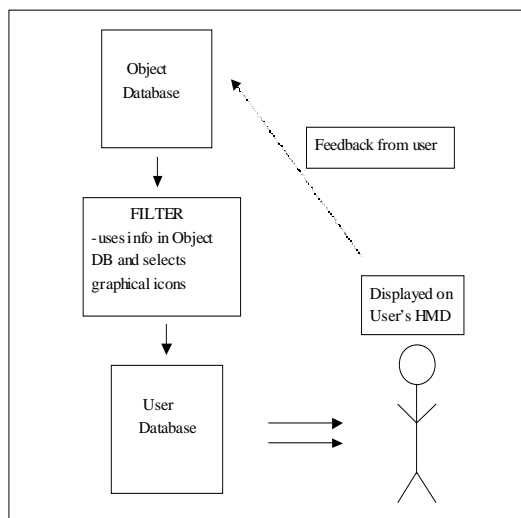 Object
Database
Feedback from user
FILTER
-uses info in Object
DB and selects
graphical icons
Displayed on
User's HMD
User
Database